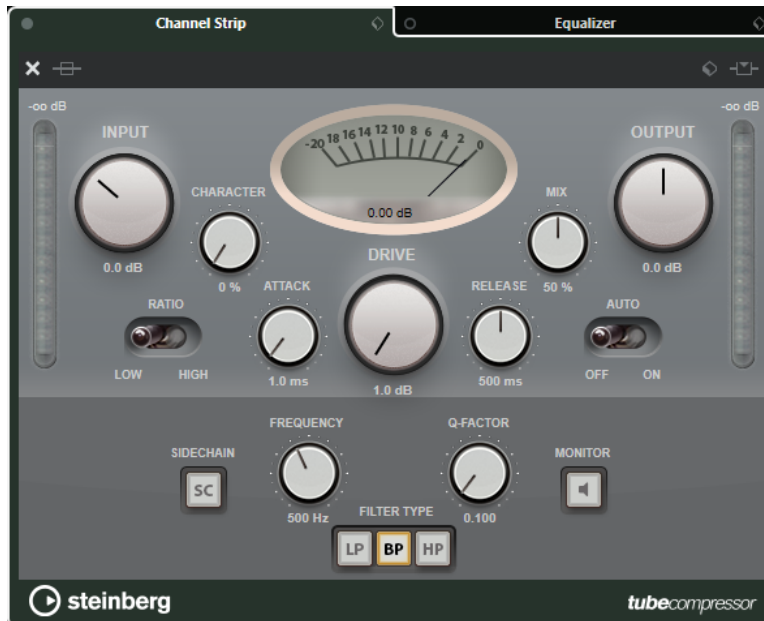 Channel Strip
Equalizer
-oo dB
-oo dB
INPUT
OUTPUT
-20 18 16 14 12 10 8 6 4 2 0
0.00 dB
CHARACTER
MIX
0.0 dB
0.0 dB
DRIVE
0 %
50 %
RATIO
ATTACK
RELEASE
AUTO
LOW
HIGH
1.0 ms
1.0 dB
500 ms
OFF
ON
FREQUENCY
Q-FACTOR
SIDECHAIN
MONITOR
SC
500 Hz
0.100
FILTER TYPE
LP
BP
HP
steinberg
tubecompressor